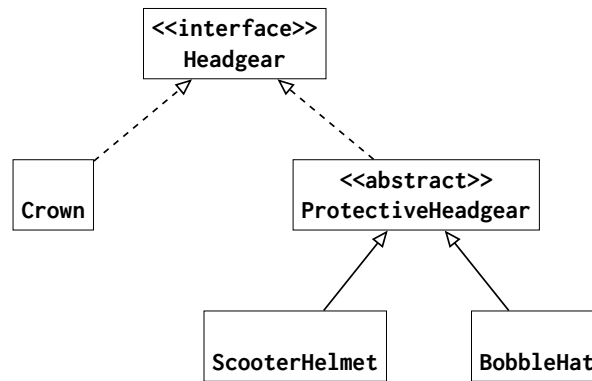 <<interface>>
Headgear
Crown
<<abstract>>
ProtectiveHeadgear
ScooterHelmet
BobbleHat